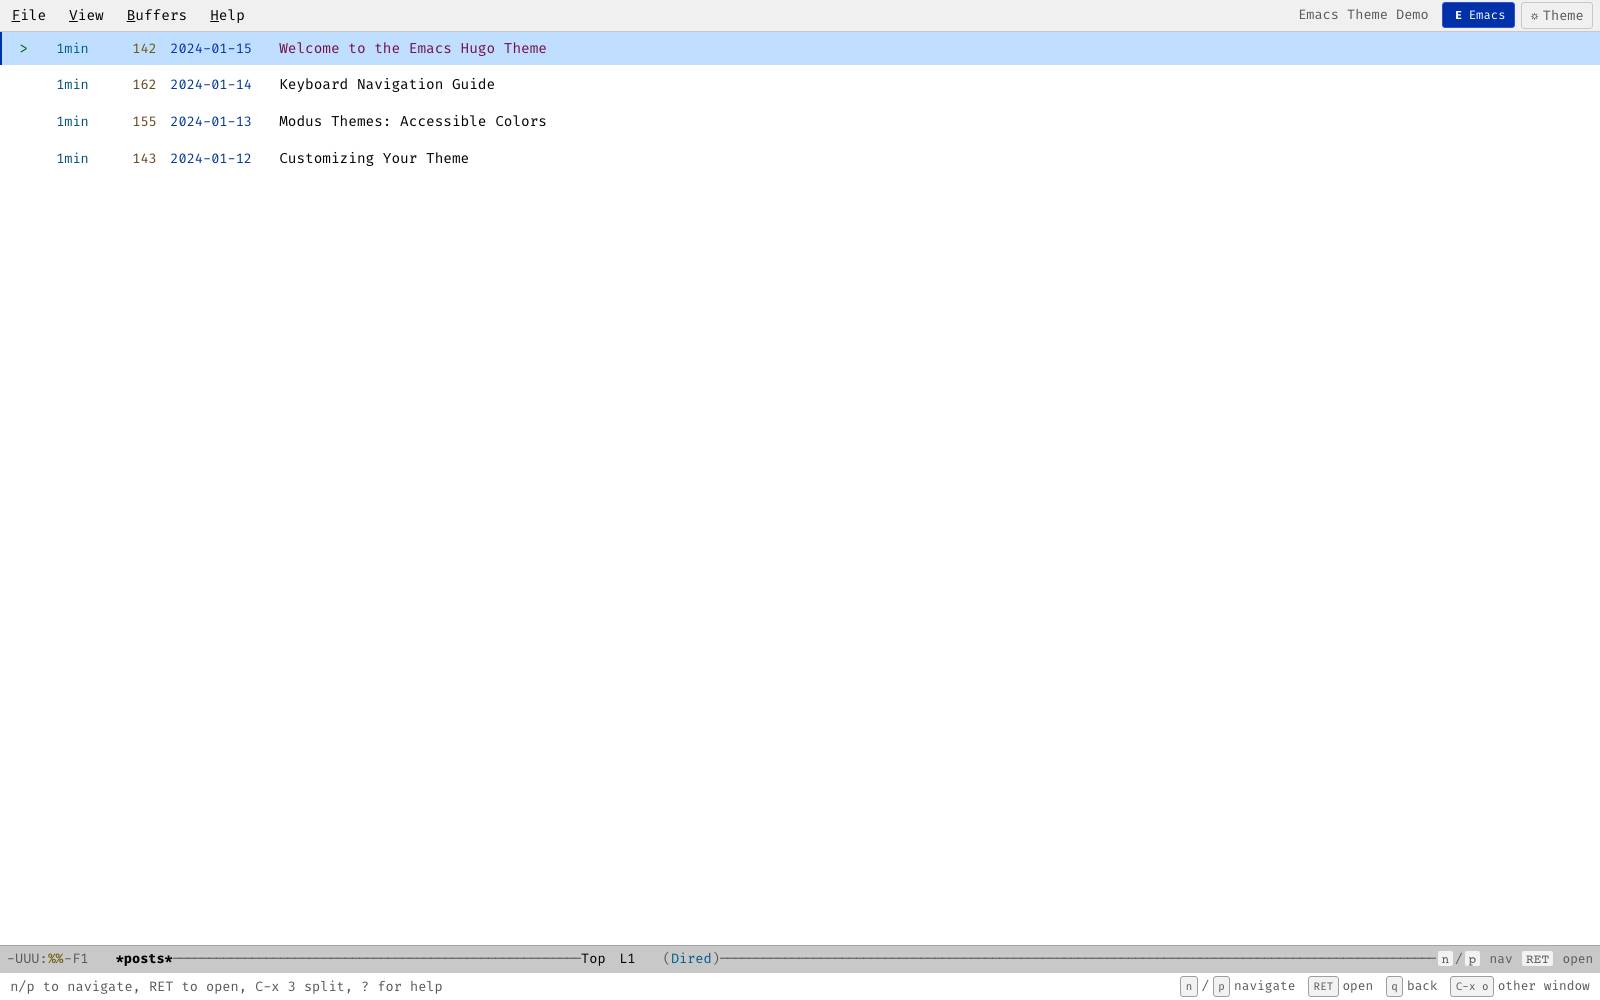 File View Buffers Help Emacs Theme Demo E Emacs ☼ Theme
> 1min 142 2024-01-15 Welcome to the Emacs Hugo Theme
1min 162 2024-01-14 Keyboard Navigation Guide
1min 155 2024-01-13 Modus Themes: Accessible Colors
1min 143 2024-01-12 Customizing Your Theme
-UUU:%%-F1 *posts* Top L1 (Dired) n/p nav RET open
n/p to navigate, RET to open, C-x 3 split, ? for help n/p navigate RET open q back C-x o other window